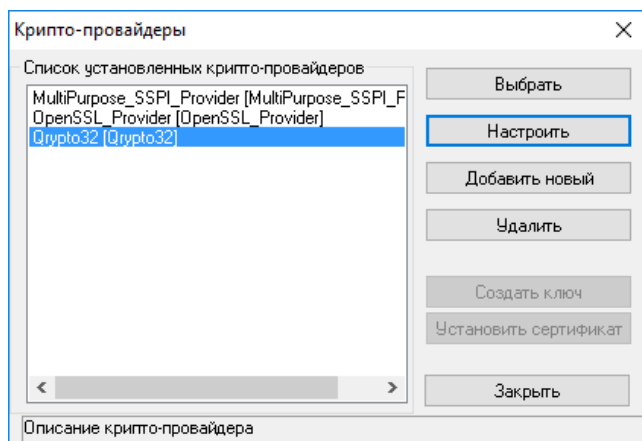 Крипто-провайдеры
Список установленных крипто-провайдеров
MultiPurpose_SSPI_Provider [MultiPurpose_SSPI_F
OpenSSL_Provider [OpenSSL_Provider]
Qrypto32 [Qrypto32]
Выбрать
Настроить
Добавить новый
Удалить
Создать ключ
Установить сертификат
Закрыть
Описание крипто-провайдера